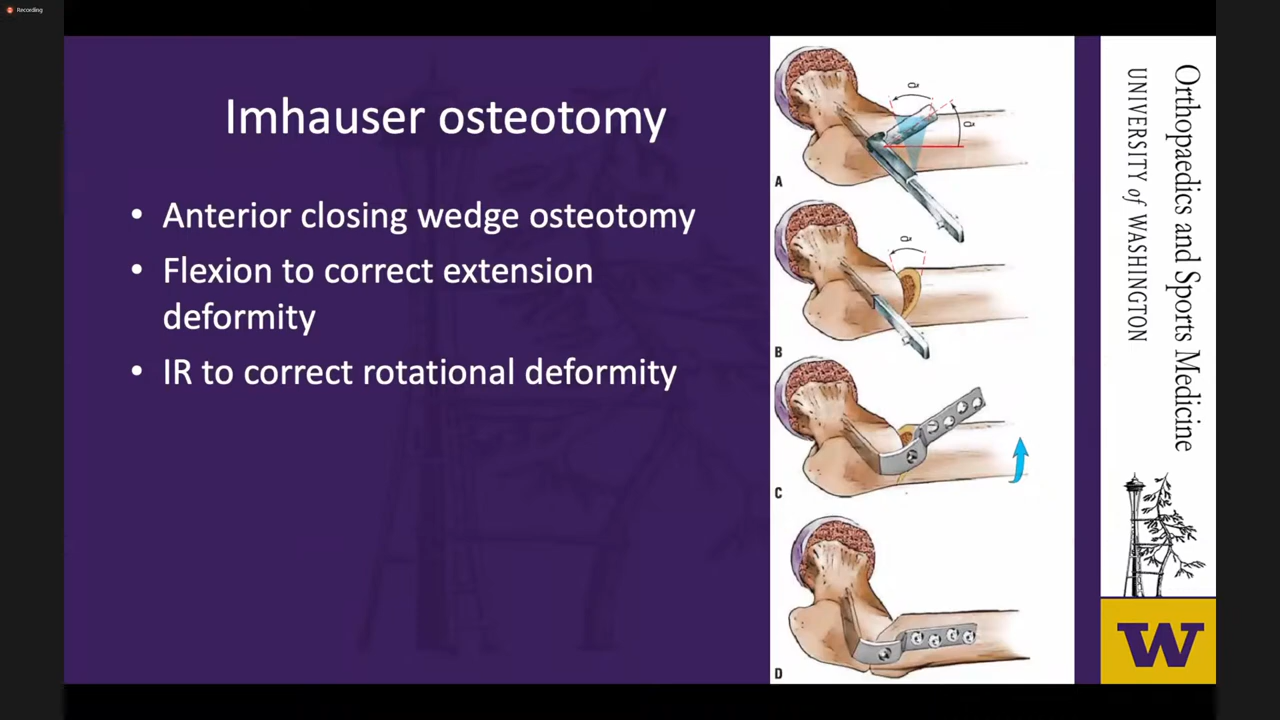 Recording
Imhauser osteotomy
• Anterior closing wedge osteotomy
• Flexion to correct extension
deformity
• IR to correct rotational deformity
A
B
C
D
Orthopaedics and Sports Medicine
UNIVERSITY of WASHINGTON
W